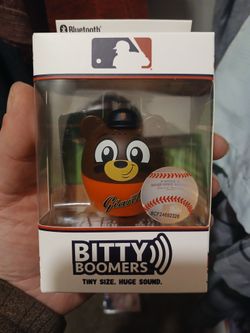 Bluetooth
Giants
BITTY
BOOMERS
TINY SIZE. HUGE SOUND.